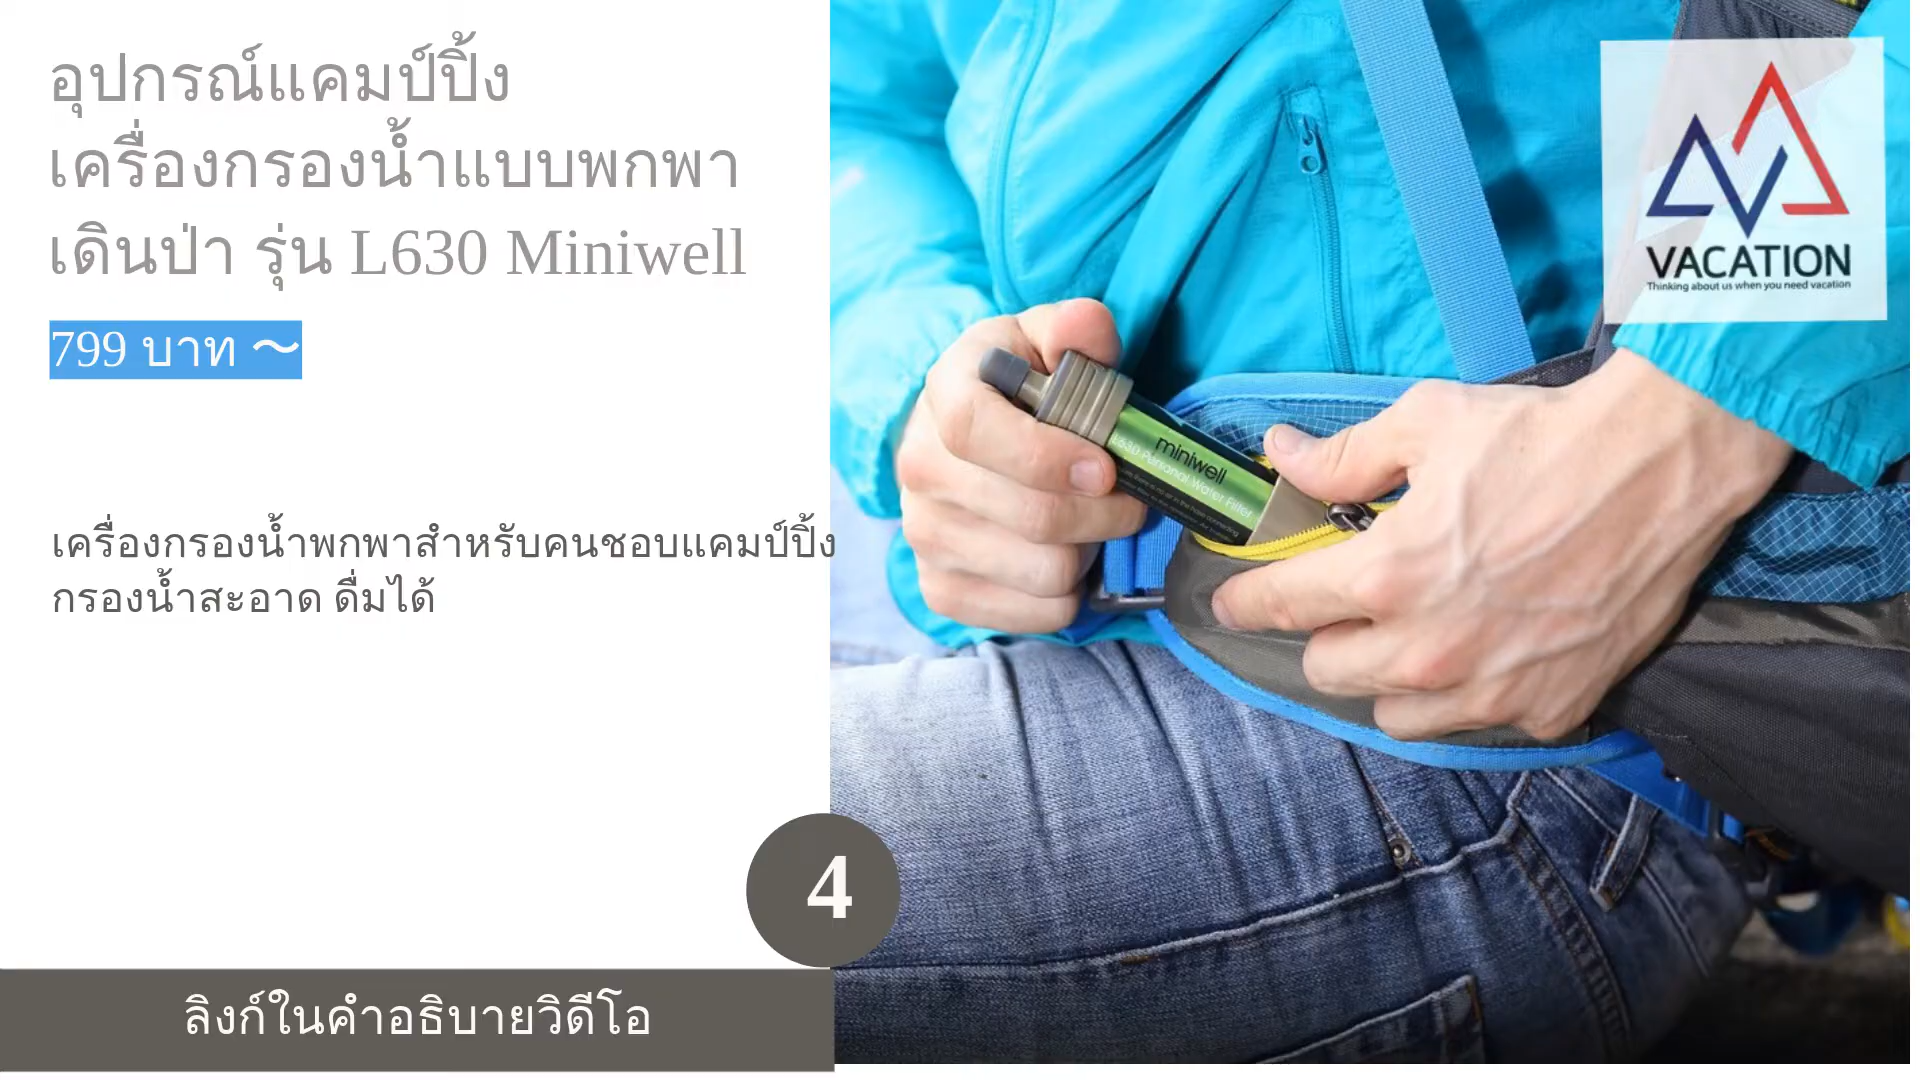 อุปกรณ์แคมป์ปิ้ง
เครื่องกรองน้ำแบบพกพา
เดินป่า รุ่น L630 Miniwell
799 บาท ～
เครื่องกรองน้ำพกพาสำหรับคนชอบแคมป์ปิ้ง
กรองน้ำสะอาด ดื่มได้
4
ลิงก์ในคำอธิบายวิดีโอ
VACATION
Thinking about us when you need vacation
miniwell
L630 Personal Water Filter